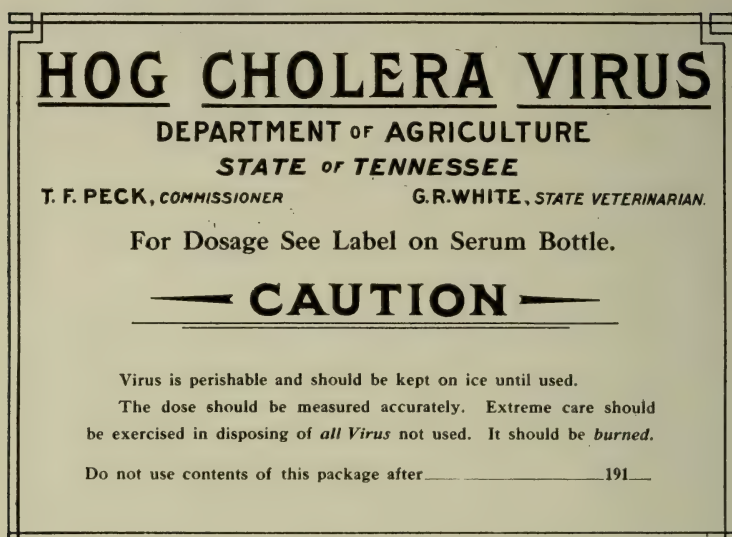 HOG CHOLERA VIRUS
DEPARTMENT OF AGRICULTURE
STATE OF TENNESSEE
T. F. PECK, COMMISSIONER G.R.WHITE, STATE VETERINARIAN.
For Dosage See Label on Serum Bottle.
CAUTION
Virus is perishable and should be kept on ice until used.
The dose should be measured accurately. Extreme care should
be exercised in disposing of all Virus not used. It should be burned.
Do not use contents of this package after____________191__